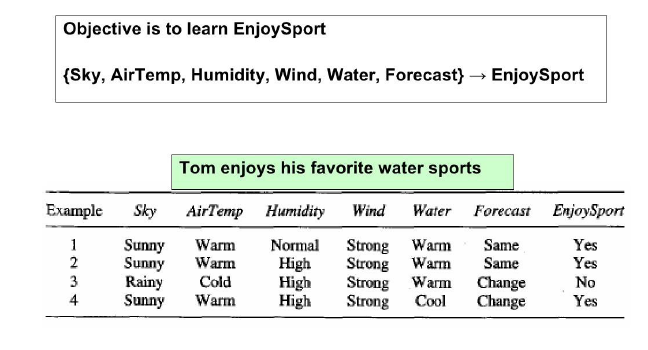 Objective is to learn EnjoySport
{Sky, AirTemp, Humidity, Wind, Water, Forecast} → EnjoySport
Tom enjoys his favorite water sports
Example Sky AirTemp Humidity Wind Water Forecast EnjoySport
1 Sunny Warm Normal Strong Warm Same Yes
2 Sunny Warm High Strong Warm Same Yes
3 Rainy Cold High Strong Warm Change No
4 Sunny Warm High Strong Cool Change Yes